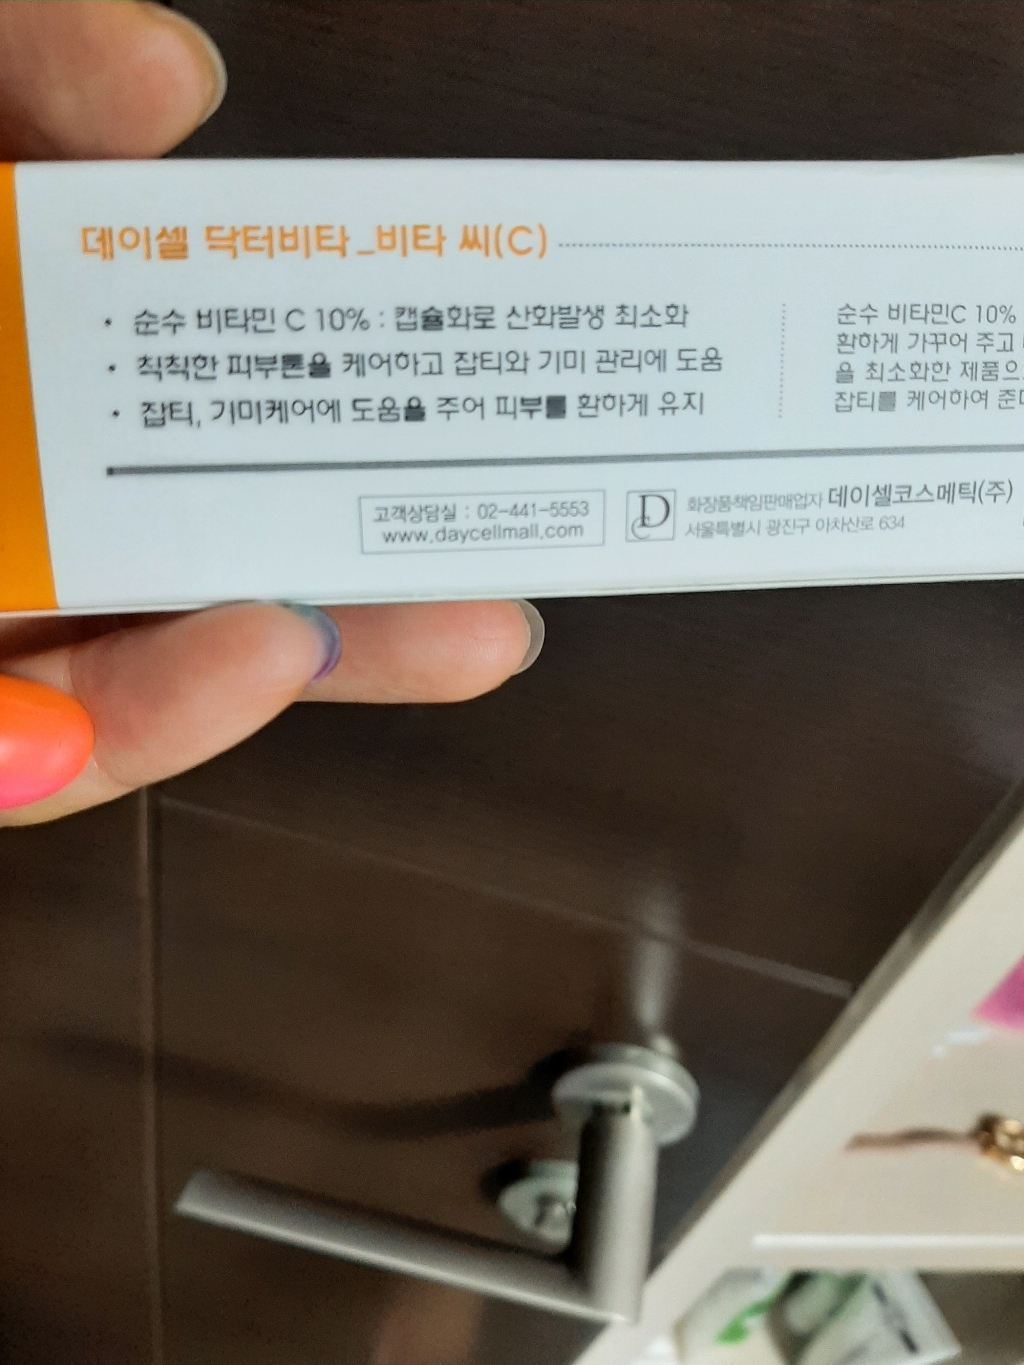 데이셀 닥터비타_비타 씨(C)
• 순수 비타민 C 10% : 캡슐화로 산화발생 최소화
• 칙칙한 피부톤을 케어하고 잡티와 기미 관리에 도움
• 잡티, 기미케어에 도움을 주어 피부를 환하게 유지
순수 비타민C 10%
환하게 가꾸어 주고
을 최소화한 제품으
잡티를 케어하여 준
고객상담실 : 02-441-5553
www.daycellmall.com
DC
화장품책임판매업자 데이셀코스메틱(주)
서울특별시 광진구 아차산로 634